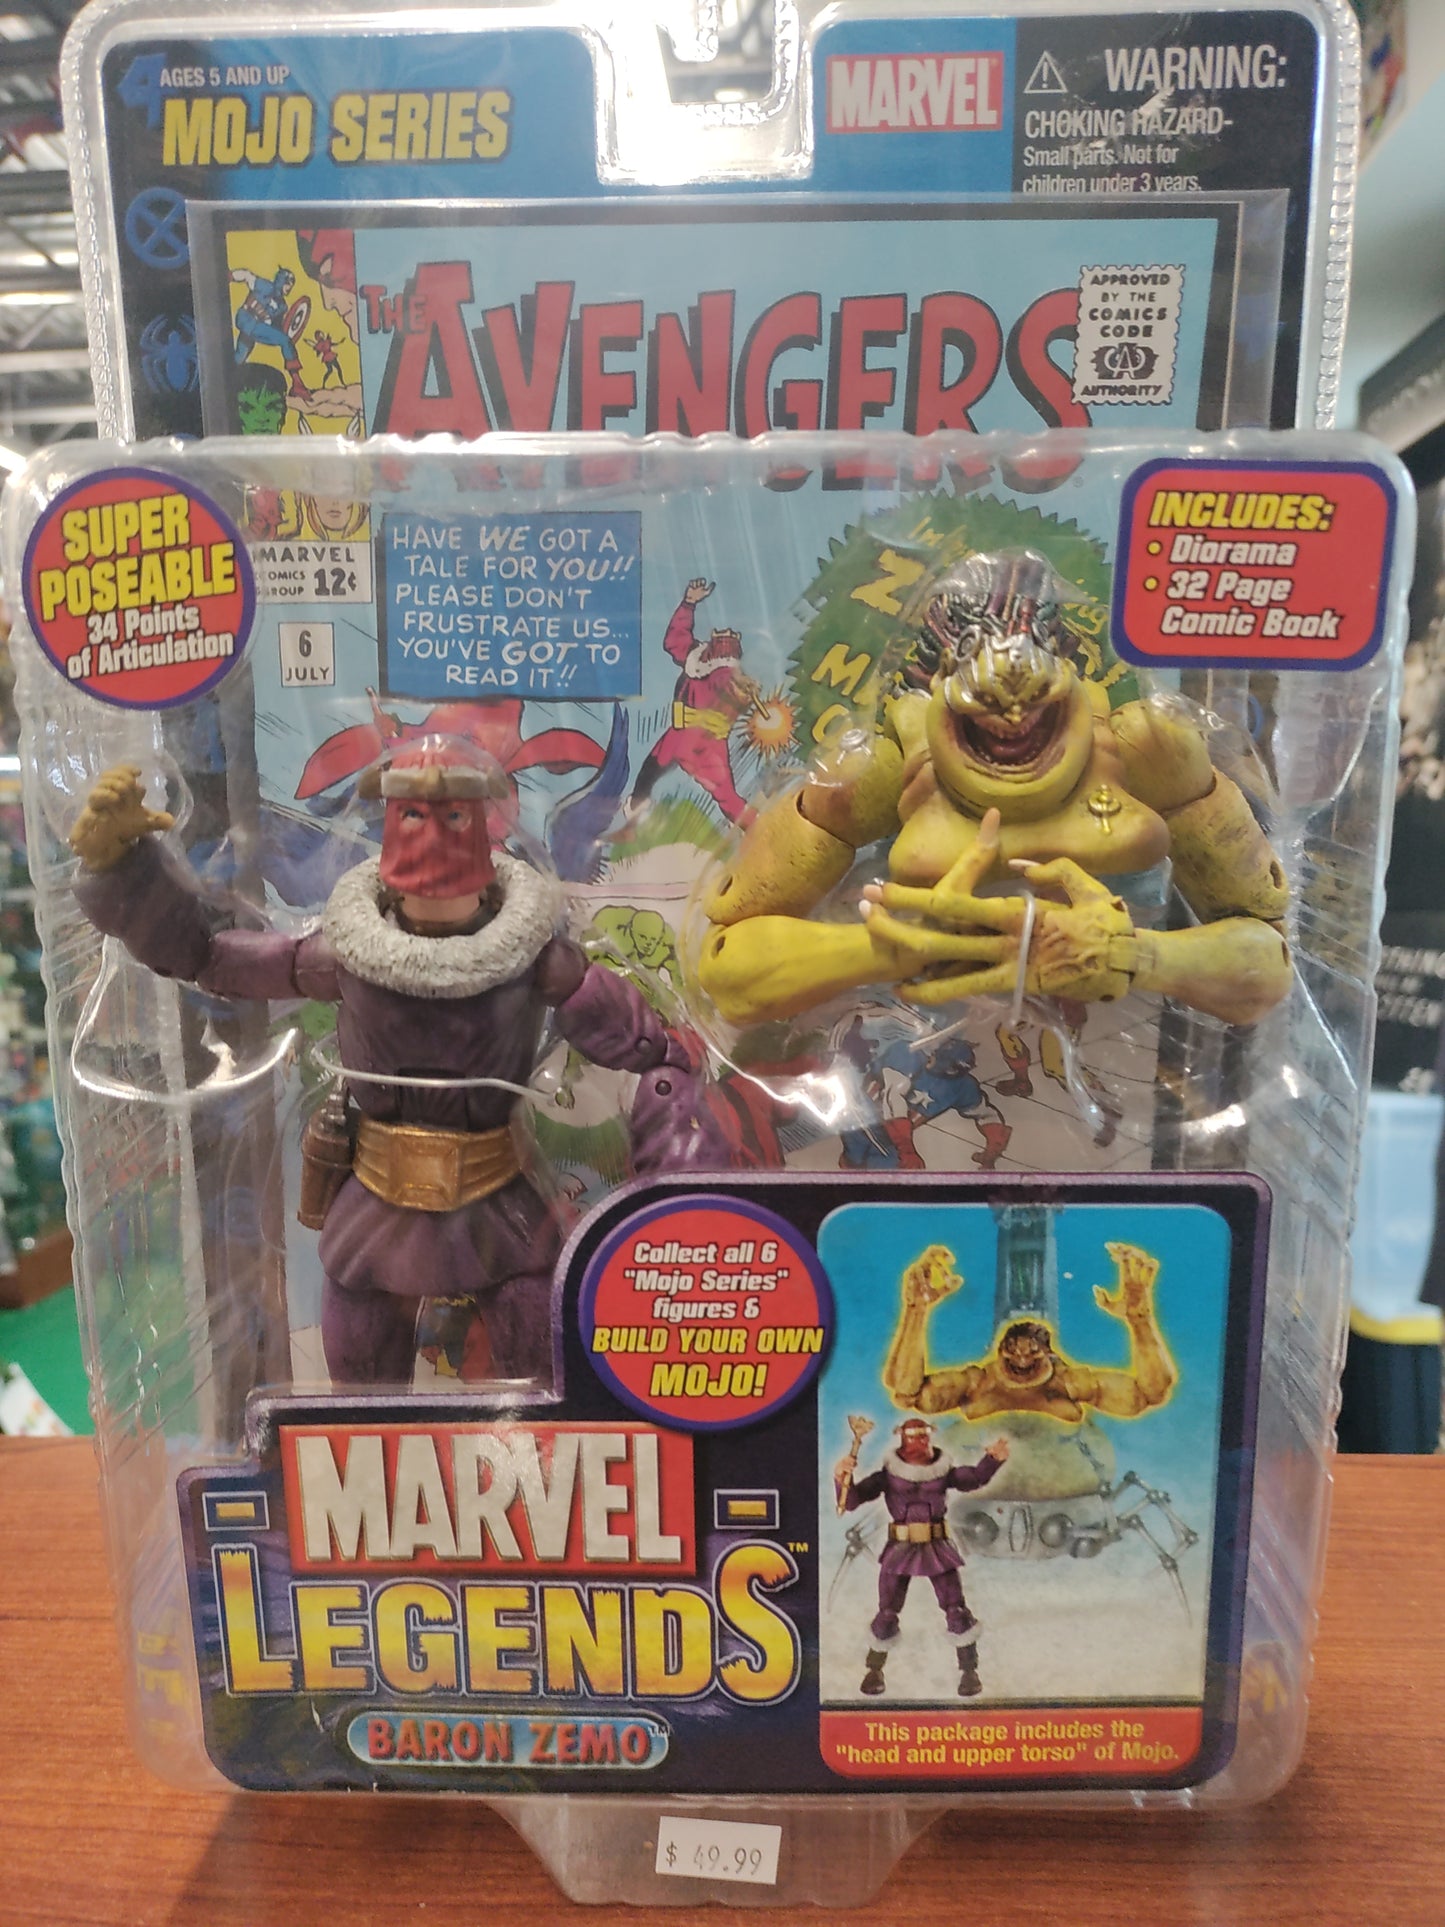 AGES 5 AND UP
MOJO SERIES
MARVEL
WARNING:
CHOKING HAZARD-
Small parts. Not for
children under 3 years.
THE AVENGERS
APPROVED
BY THE
COMICS
CODE
AUTHORITY
MARVEL
COMICS
GROUP
12¢
6
JULY
HAVE WE GOT A
TALE FOR YOU!!
PLEASE DON'T
FRUSTRATE US...
YOU'VE GOT TO
READ IT!!
SUPER
POSEABLE
34 Points
of Articulation
INCLUDES:
• Diorama
• 32 Page
Comic Book
Collect all 6
"Mojo Series"
figures &
BUILD YOUR OWN
MOJO!
MARVEL
LEGENDS™
BARON ZEMO™
This package includes the
"head and upper torso" of Mojo.
$ 49.99